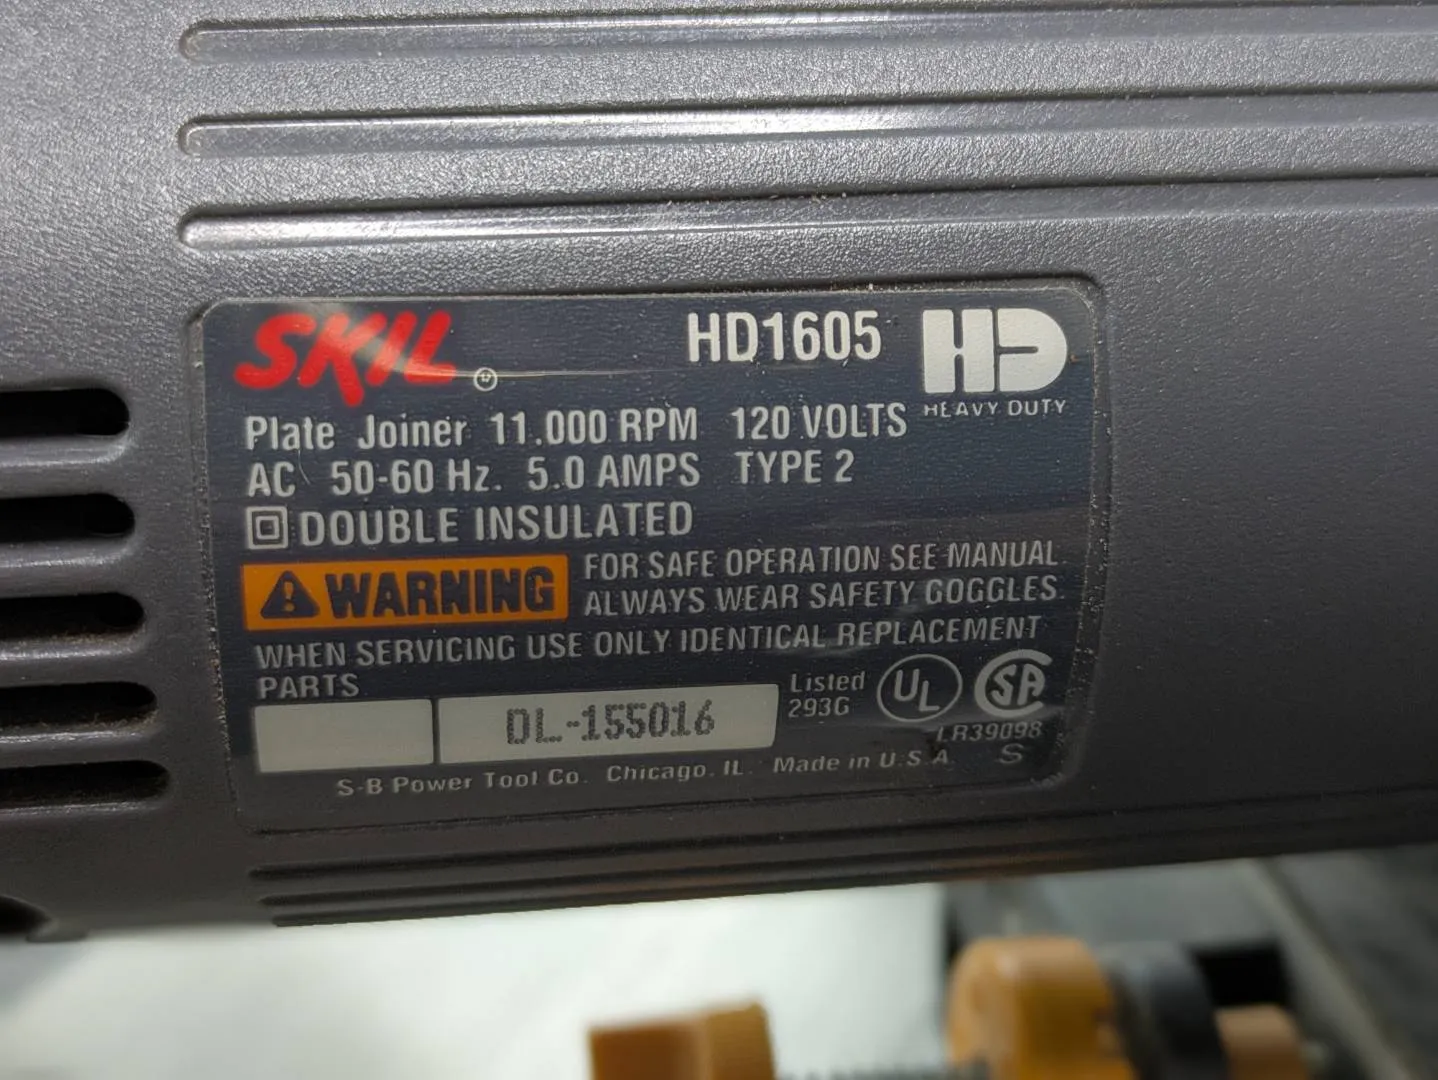 SKIL
HD1605
HD
HEAVY DUTY
Plate Joiner 11.000 RPM 120 VOLTS
AC 50-60 Hz. 5.0 AMPS TYPE 2
DOUBLE INSULATED
WARNING
FOR SAFE OPERATION SEE MANUAL
ALWAYS WEAR SAFETY GOGGLES.
WHEN SERVICING USE ONLY IDENTICAL REPLACEMENT
PARTS
DL-155016
Listed
293G
UL
SA
LR39098
S
S-B Power Tool Co. Chicago. IL. Made in U.S.A.